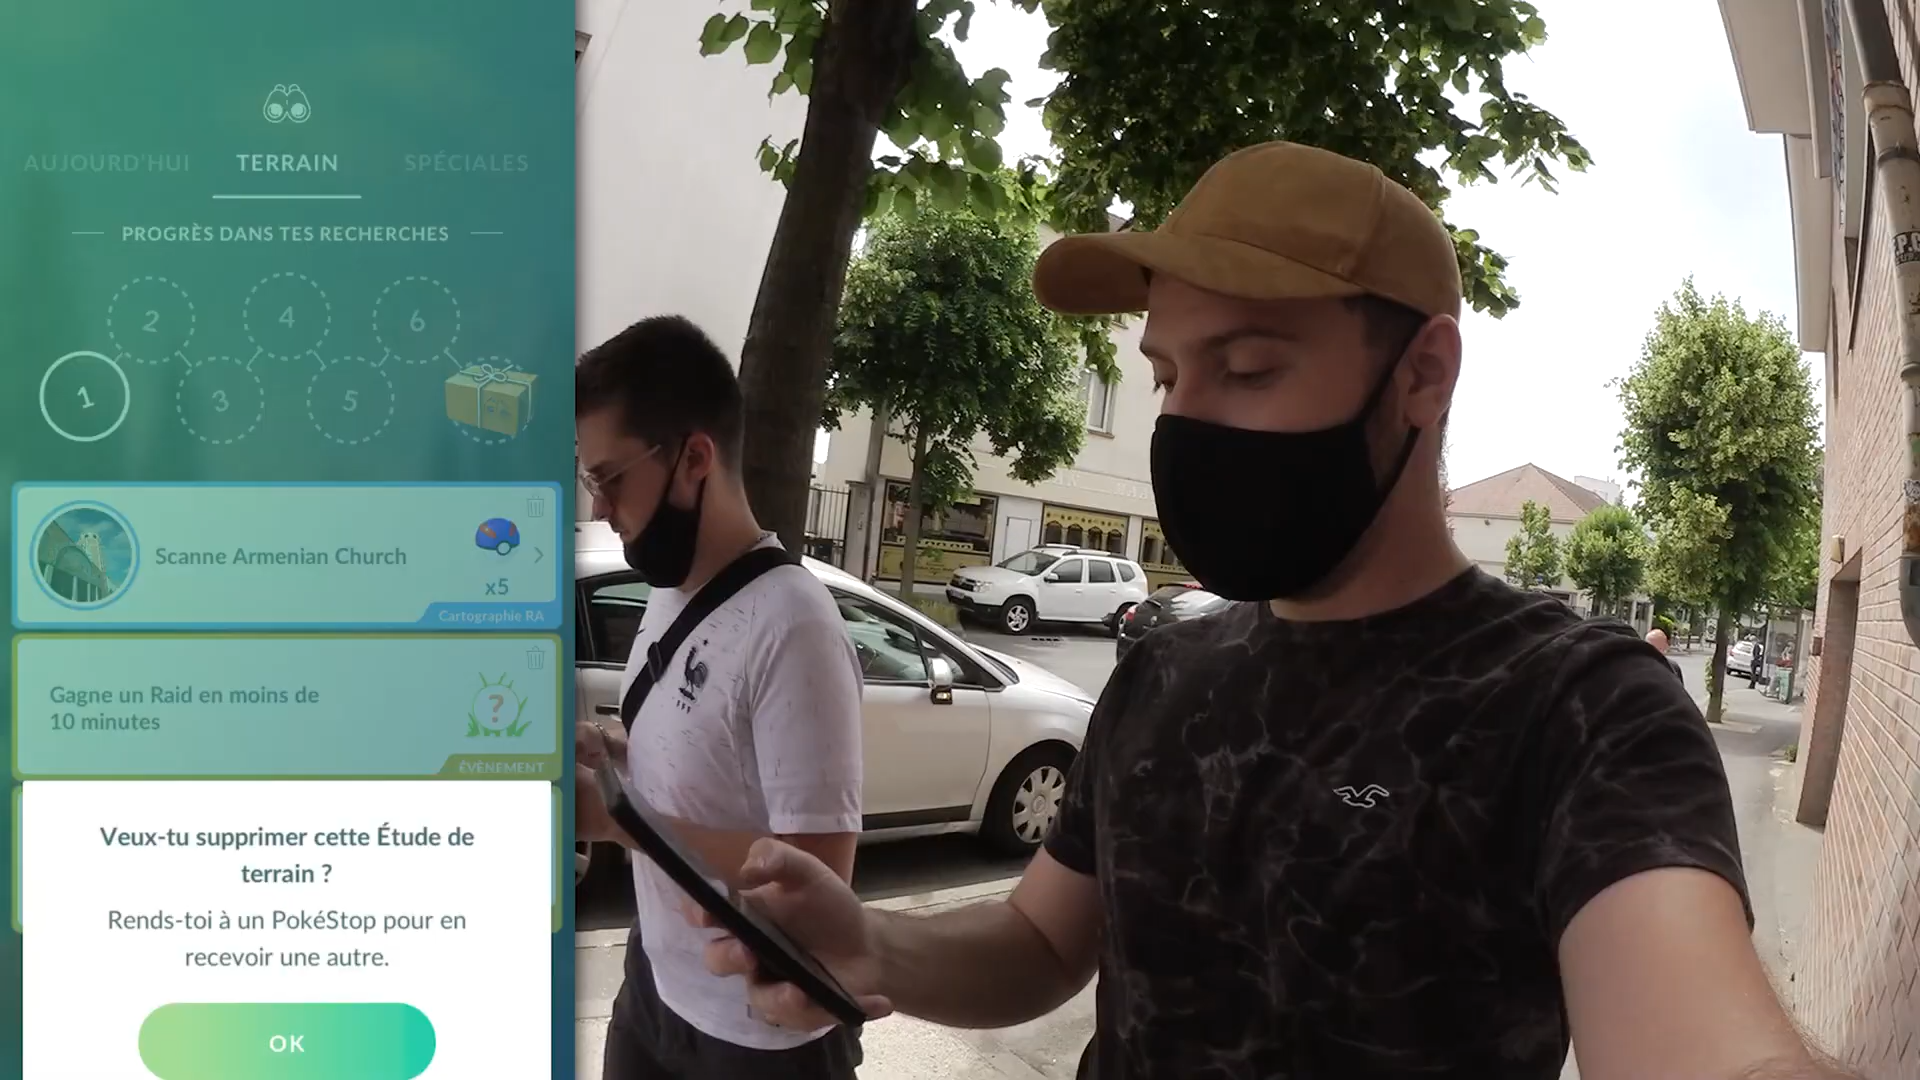 AUJOURD'HUI TERRAIN SPÉCIALES
PROGRÈS DANS TES RECHERCHES
2 4 6
1 3 5
Scanne Armenian Church
x5
Cartographie RA
Gagne un Raid en moins de
10 minutes
?
ÉVÈNEMENT
Veux-tu supprimer cette Étude de
terrain ?
Rends-toi à un PokéStop pour en
recevoir une autre.
OK